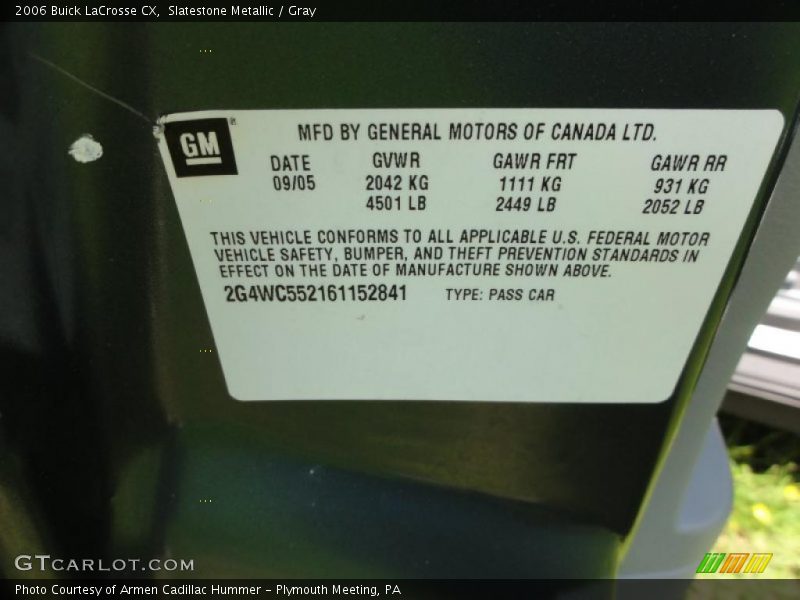 2006 Buick LaCrosse CX,  Slatestone Metallic / Gray
GM
MFD BY GENERAL MOTORS OF CANADA LTD.
DATE GVWR GAWR FRT GAWR RR
09/05 2042 KG 1111 KG 931 KG
4501 LB 2449 LB 2052 LB
THIS VEHICLE CONFORMS TO ALL APPLICABLE U.S. FEDERAL MOTOR
VEHICLE SAFETY, BUMPER, AND THEFT PREVENTION STANDARDS IN
EFFECT ON THE DATE OF MANUFACTURE SHOWN ABOVE.
2G4WC552161152841 TYPE: PASS CAR
GTCARLOT.COM
Photo Courtesy of Armen Cadillac Hummer - Plymouth Meeting, PA